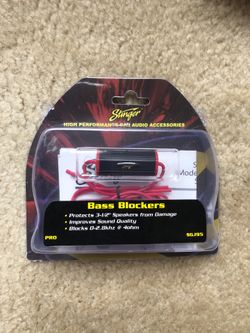 Stinger
HIGH PERFORMANCE CAR AUDIO ACCESSORIES
S
Model
Bass Blockers
• Protects 3-1/2" Speakers from Damage
• Improves Sound Quality
• Blocks 0-2.8khz @ 4ohm
PRO